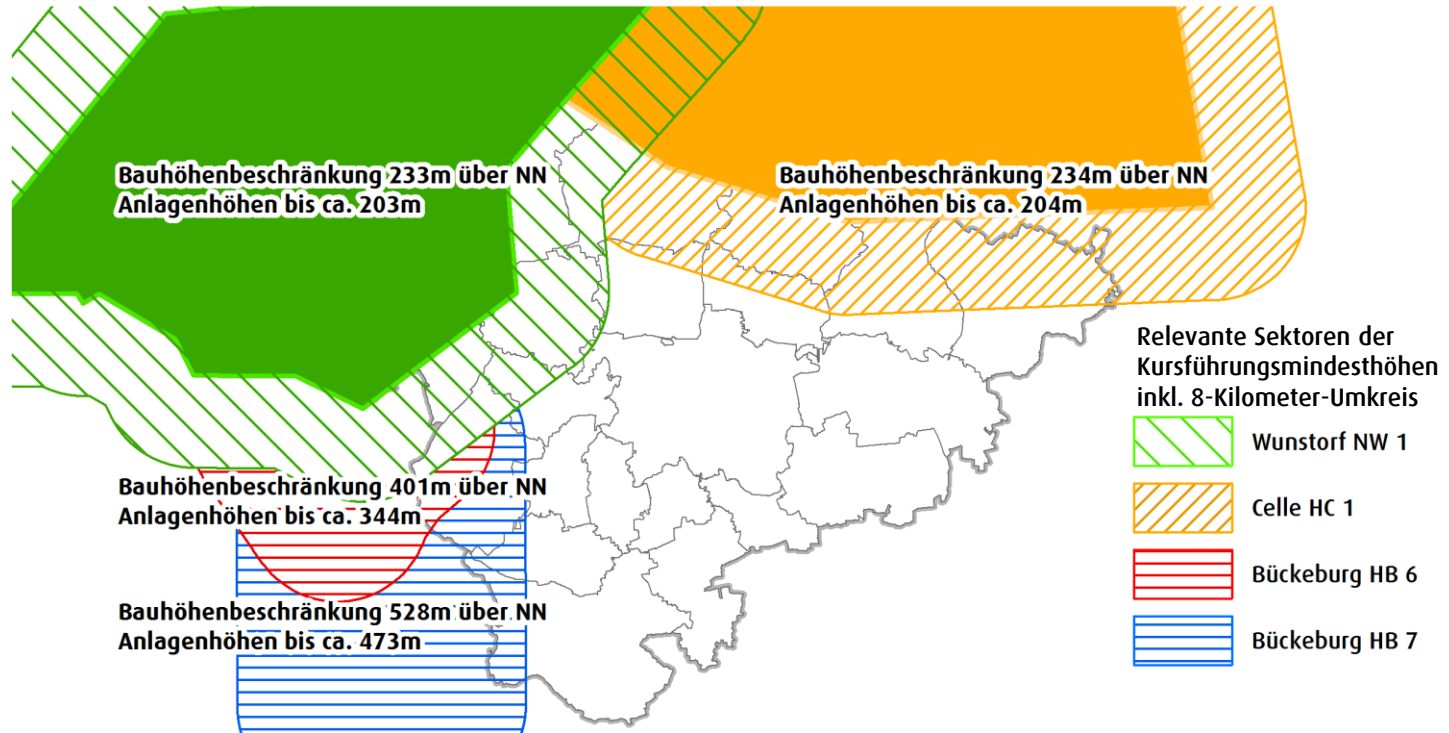 Bauhöhenbeschränkung 233m über NN
Anlagenhöhen bis ca. 203m
Bauhöhenbeschränkung 234m über NN
Anlagenhöhen bis ca. 204m
Bauhöhenbeschränkung 401m über NN
Anlagenhöhen bis ca. 344m
Bauhöhenbeschränkung 528m über NN
Anlagenhöhen bis ca. 473m
Relevante Sektoren der
Kursführungsmindesthöhen
inkl. 8-Kilometer-Umkreis
Wunstorf NW 1
Celle HC 1
Bückeburg HB 6
Bückeburg HB 7